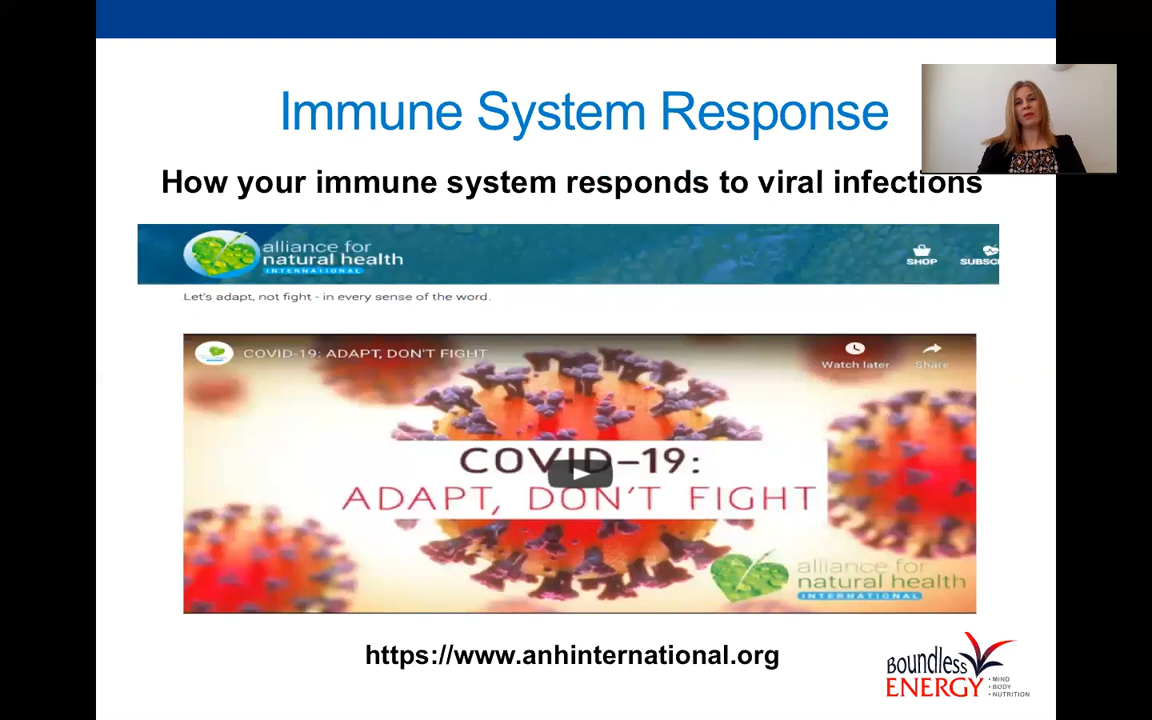 Immune System Response
How your immune system responds to viral infections
alliance for
natural health
INTERNATIONAL
SHOP
SUBSC
Let's adapt, not fight - in every sense of the word.
COVID-19: ADAPT, DON'T FIGHT
Watch later
Share
COVID-19:
ADAPT, DON'T FIGHT
alliance for
natural health
INTERNATIONAL
https://www.anhinternational.org
Boundless
ENERGY
• MIND
• BODY
• NUTRITION